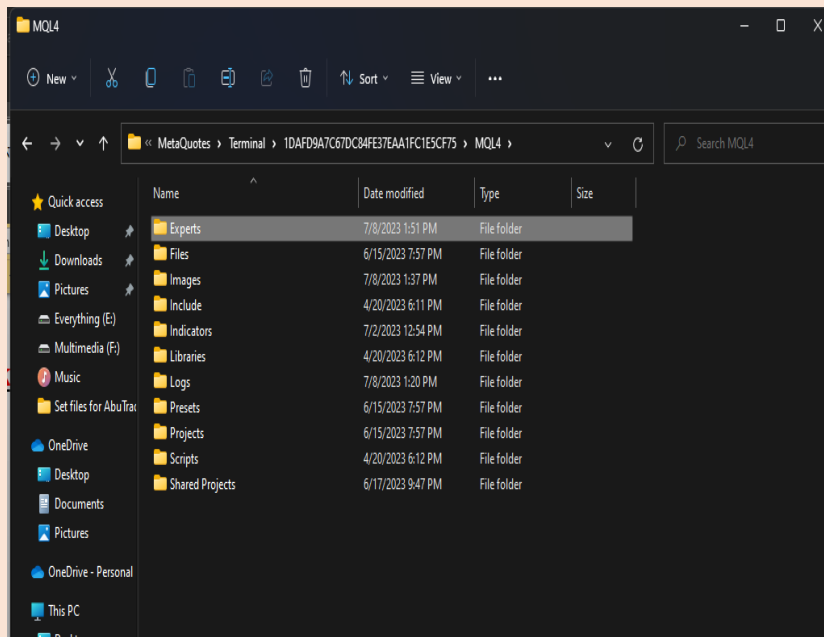 MQL4
New
Sort
View
« MetaQuotes › Terminal › 1DAFD9A7C67DC84FE37EAA1FC1E5CF75 › MQL4 ›
Search MQL4
Name Date modified Type Size
Quick access
Desktop
Downloads
Pictures
Everything (E:)
Multimedia (F:)
Music
Set files for AbuTrad
OneDrive
Desktop
Documents
Pictures
OneDrive - Personal
This PC
Experts 7/8/2023 1:51 PM File folder
Files 6/15/2023 7:57 PM File folder
Images 7/8/2023 1:37 PM File folder
Include 4/20/2023 6:11 PM File folder
Indicators 7/2/2023 12:54 PM File folder
Libraries 4/20/2023 6:12 PM File folder
Logs 7/8/2023 1:20 PM File folder
Presets 6/15/2023 7:57 PM File folder
Projects 6/15/2023 7:57 PM File folder
Scripts 4/20/2023 6:12 PM File folder
Shared Projects 6/17/2023 9:47 PM File folder